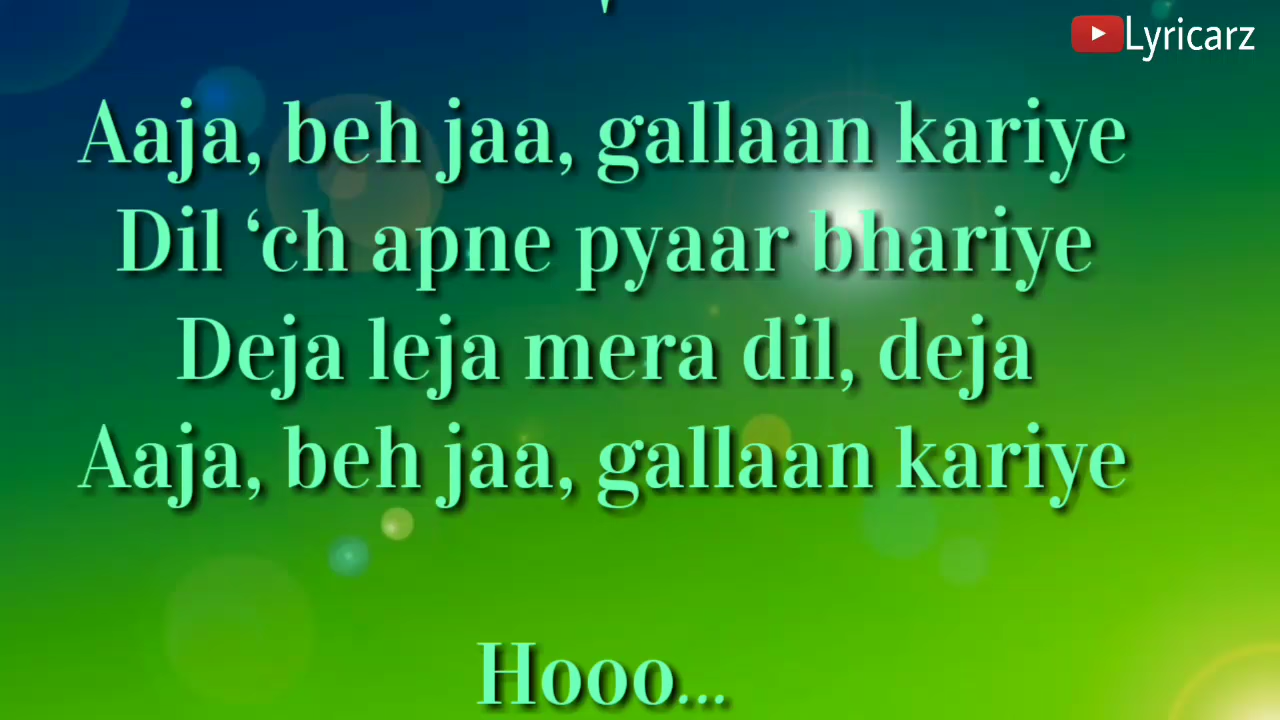 Lyricarz
Aaja, beh jaa, gallaan kariye
Dil ‘ch apne pyaar bhariye
Deja leja mera dil, deja
Aaja, beh jaa, gallaan kariye
Hooo...